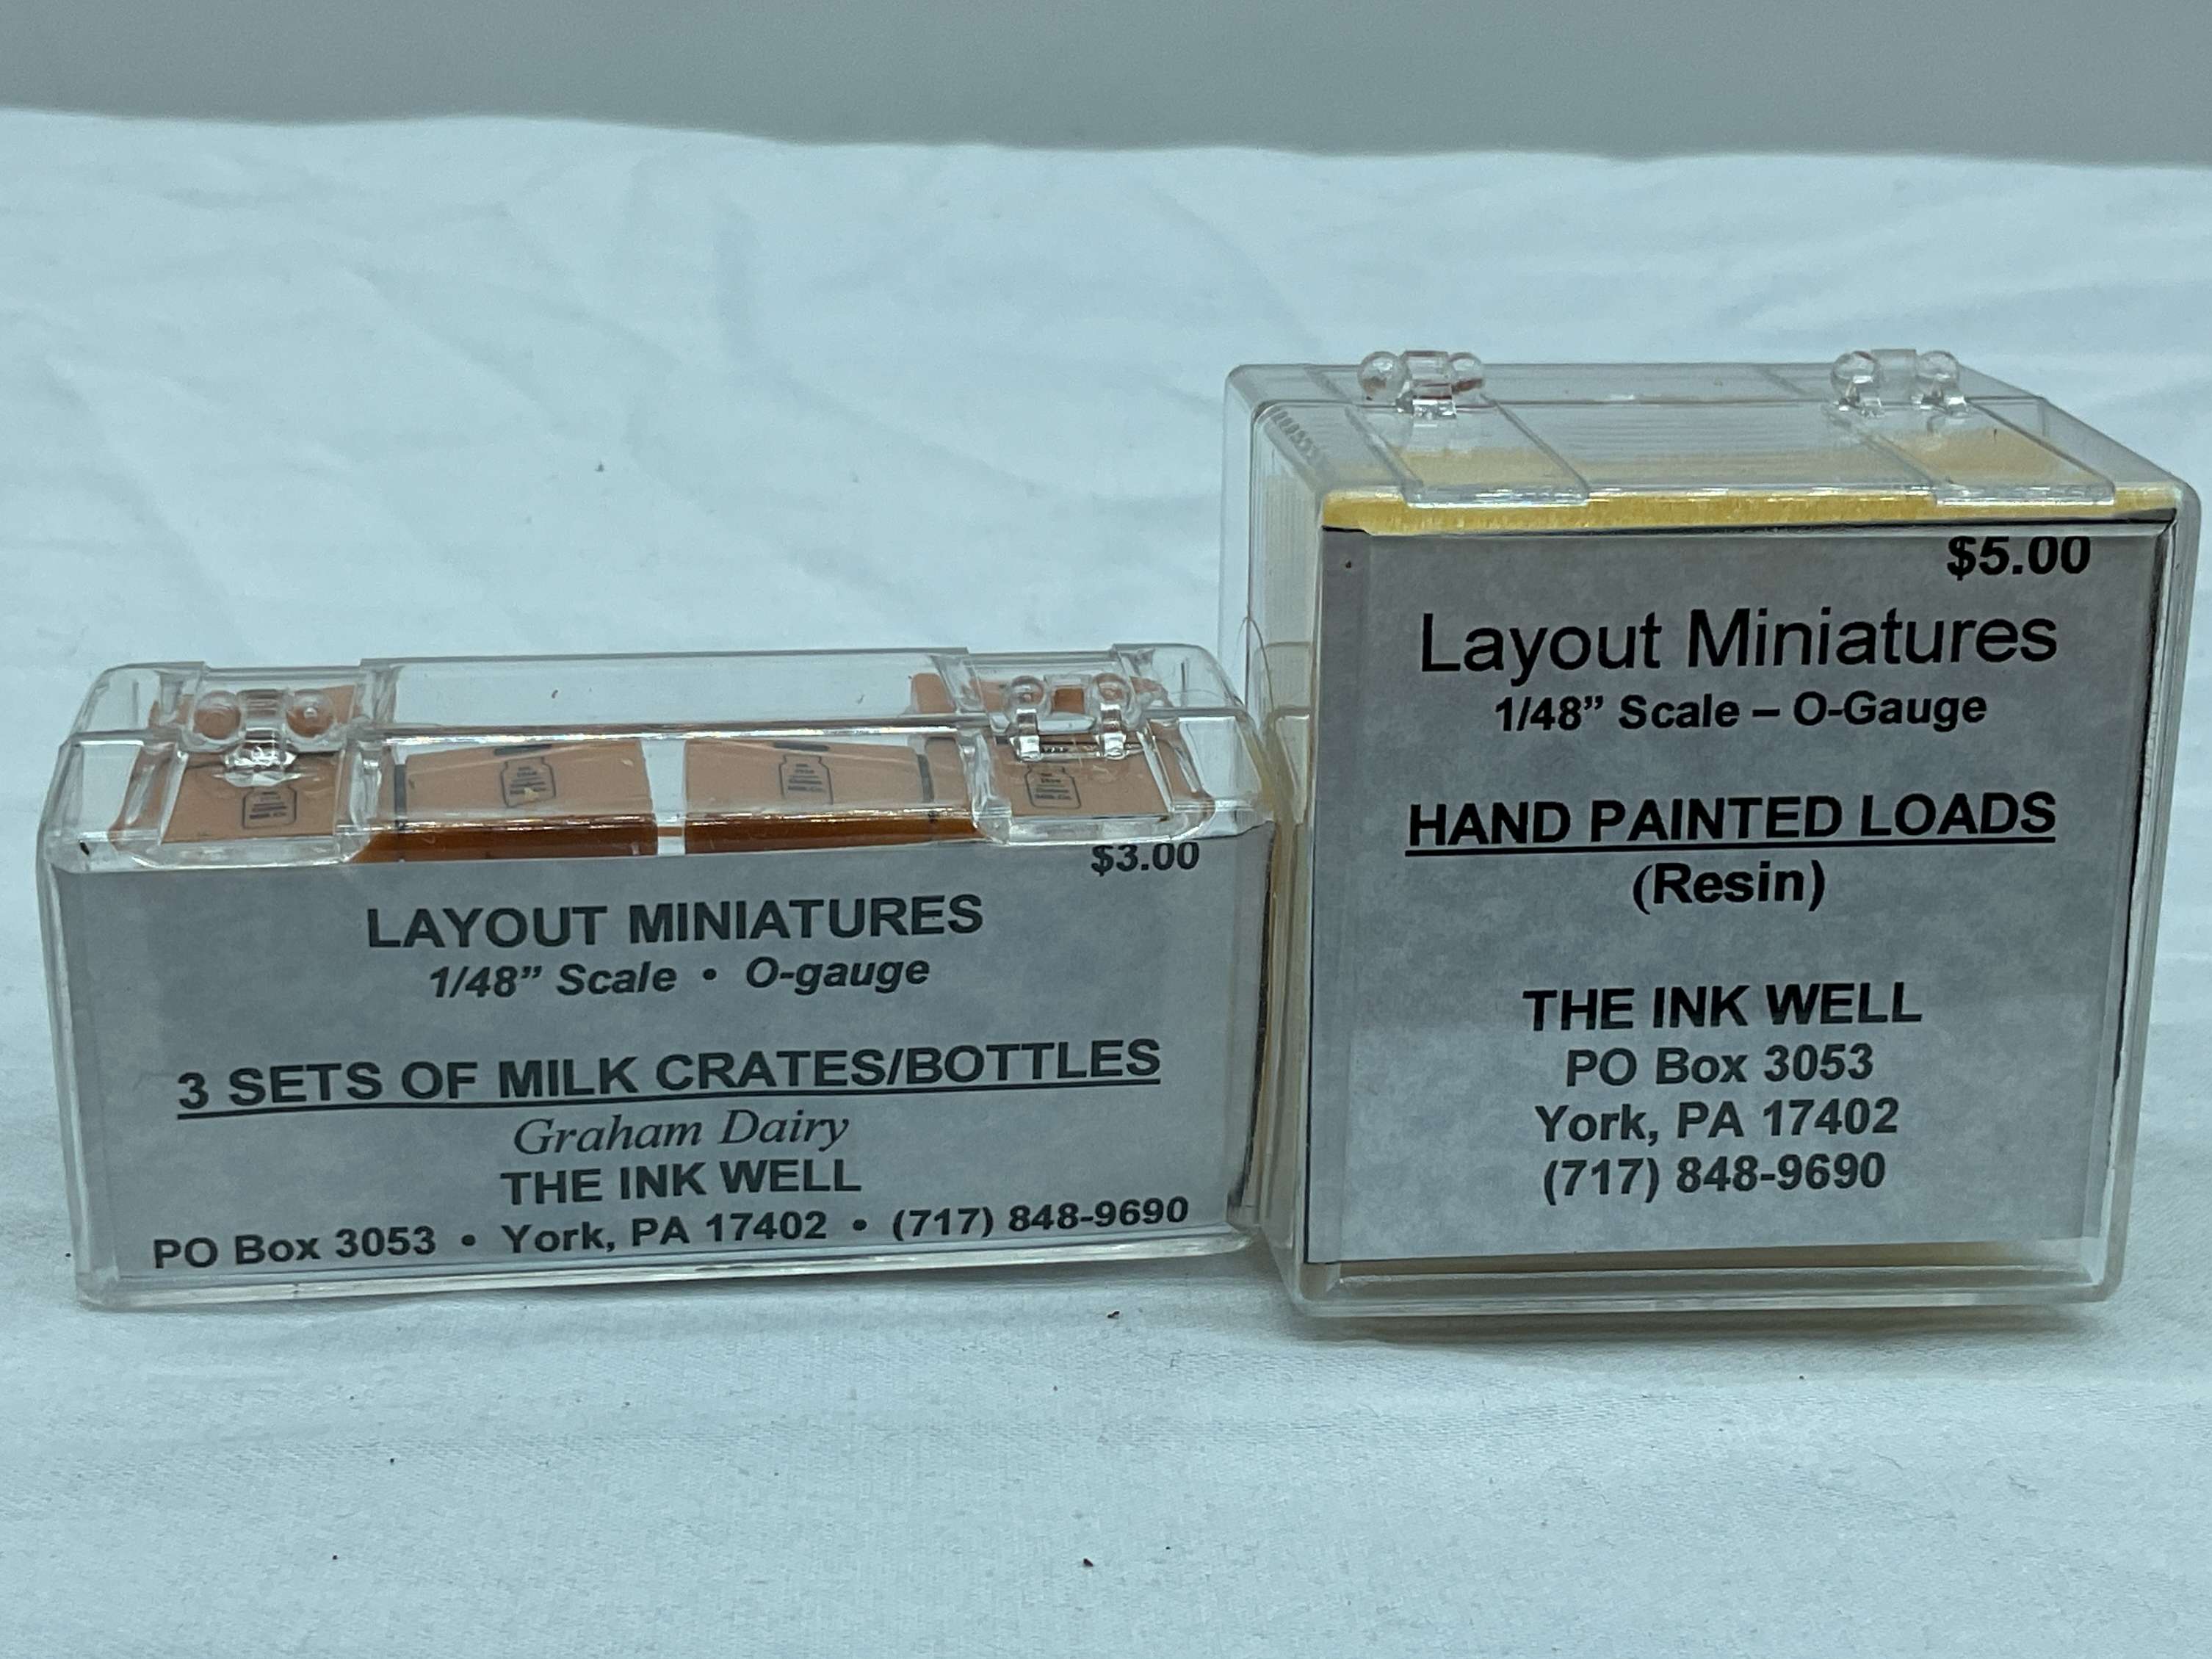 $3.00
LAYOUT MINIATURES
1/48” Scale • O-gauge
3 SETS OF MILK CRATES/BOTTLES
Graham Dairy
THE INK WELL
PO Box 3053 • York, PA 17402 • (717) 848-9690
$5.00
Layout Miniatures
1/48” Scale – O-Gauge
HAND PAINTED LOADS
(Resin)
THE INK WELL
PO Box 3053
York, PA 17402
(717) 848-9690